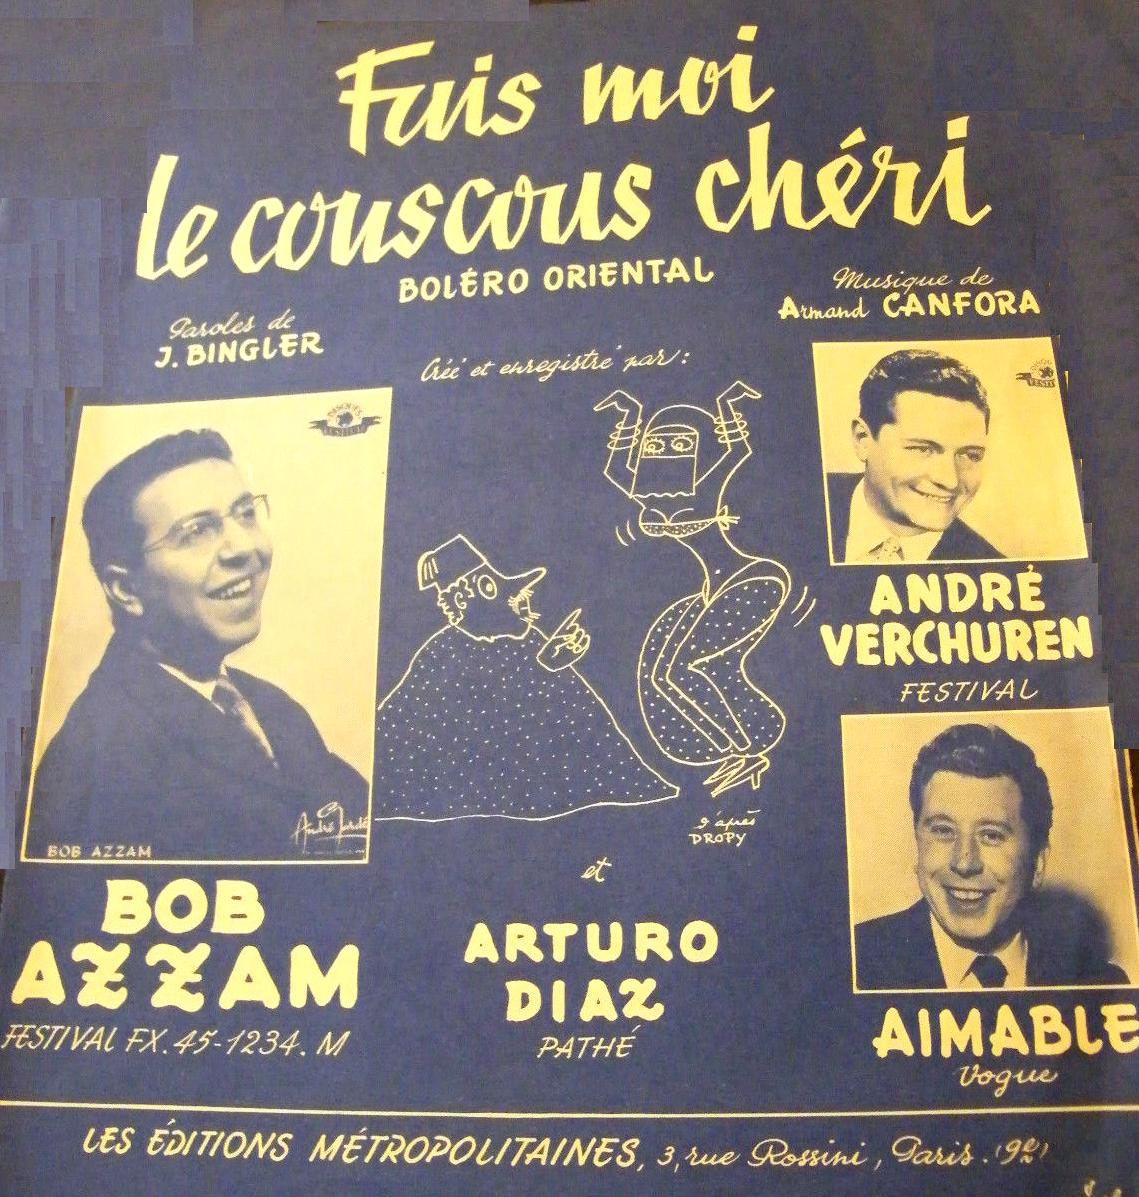 Fais moi
le couscous chéri
BOLÉRO ORIENTAL
Paroles de
J. BINGLER
Musique de
Armand CANFORA
Créé et enregistré par :
BOB AZZAM
BOB
AZZAM
FESTIVAL FX.45-1234. M
d'après
DROPY
et
ARTURO
DIAZ
PATHÉ
FESTIVAL
ANDRÉ
VERCHUREN
FESTIVAL
AIMABLE
Vogue
LES ÉDITIONS MÉTROPOLITAINES, 3, rue Rossini, Paris. (9e)